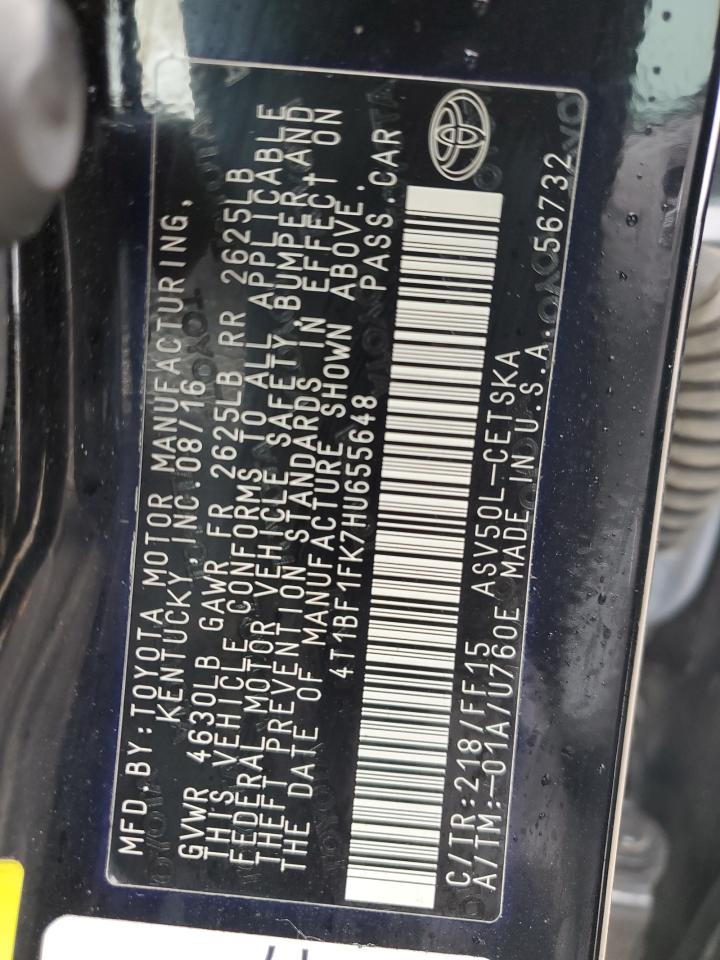 MFD.BY:TOYOTA MOTOR MANUFACTURING,
KENTUCKY, INC.08/16
GVWR 4630LB GAWR FR 2625LB RR 2625LB
THIS VEHICLE CONFORMS TO ALL APPLICABLE
FEDERAL MOTOR VEHICLE SAFETY, BUMPER, AND
THEFT PREVENTION STANDARDS IN EFFECT ON
THE DATE OF MANUFACTURE SHOWN ABOVE.
4T1BF1FK7HU655648 PASS.CAR
C/TR:218/FF15 ASV50L-CETSKA
A/TM:-01A/U760E MADE IN U.S.A. 56732